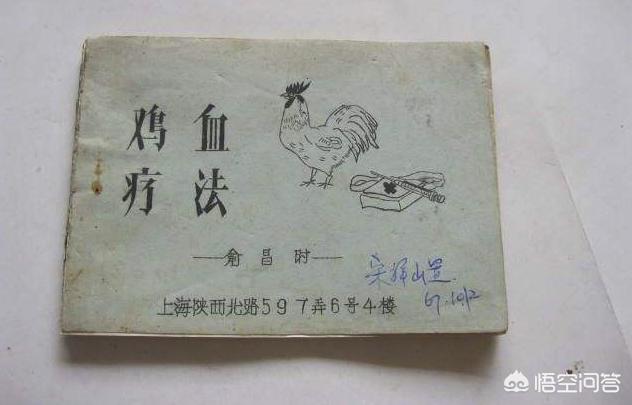 鸡血
疗法
——俞昌时——
上海陕西北路597弄6号4楼
67.10.12
悟空问答